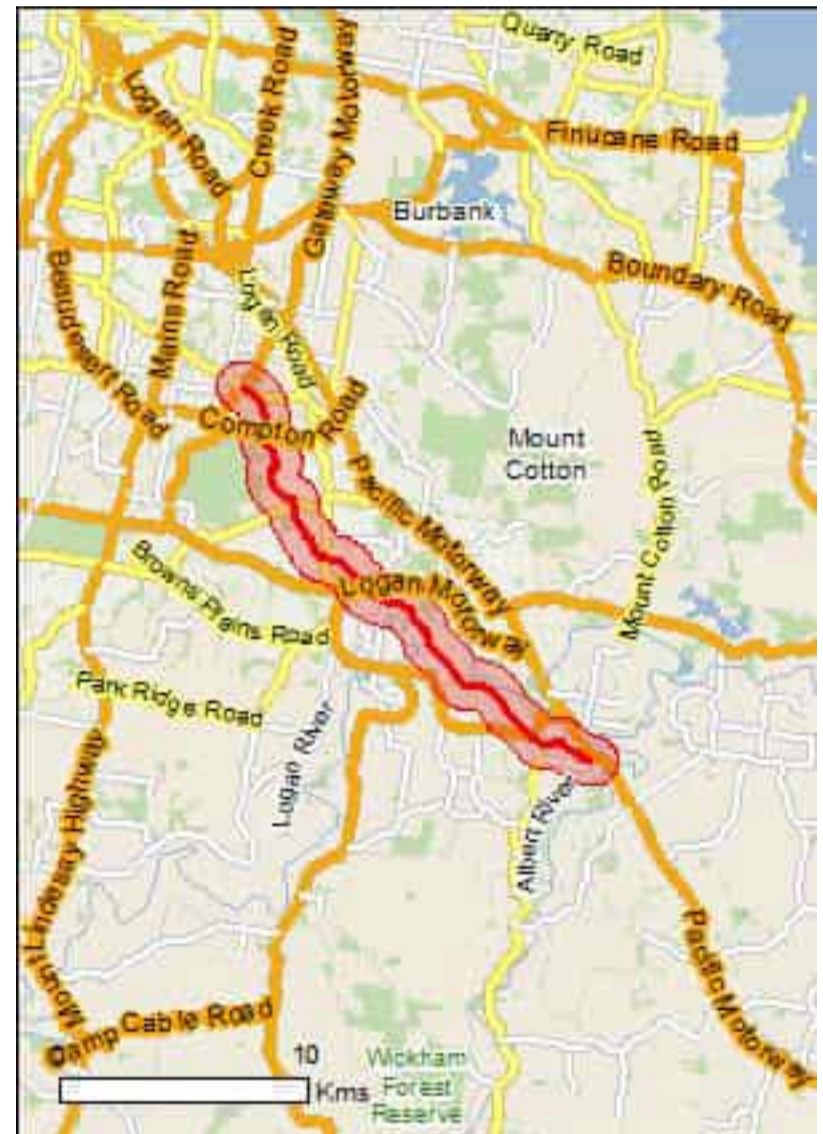 Quarry Road
Logan Road
Creek Road
Gateway Motorway
Finucane Road
Burbank
Boundary Road
Mains Road
Beaudesert Road
Logan Road
Compton Road
Mount
Cotton
Pacific Motorway
Mount Cotton Road
Logan Motorway
Browns Plains Road
Park Ridge Road
Logan River
Albert River
Mount Lindesay Highway
Pacific Motorway
Camp Cable Road
10
Kms
Wickham
Forest
Reserve